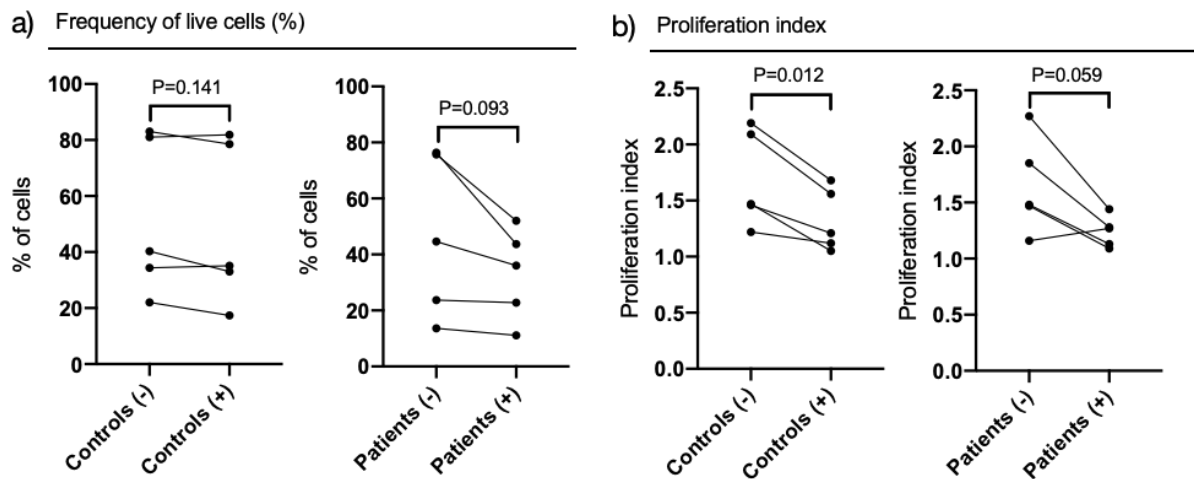 a) Frequency of live cells (%)
% of cells
100
80
60
40
20
0
P=0.141
Controls (-)
Controls (+)
% of cells
100
80
60
40
20
0
P=0.093
Patients (-)
Patients (+)
b) Proliferation index
Proliferation index
2.5
2.0
1.5
1.0
0.5
0.0
P=0.012
Controls (-)
Controls (+)
Proliferation index
2.5
2.0
1.5
1.0
0.5
0.0
P=0.059
Patients (-)
Patients (+)